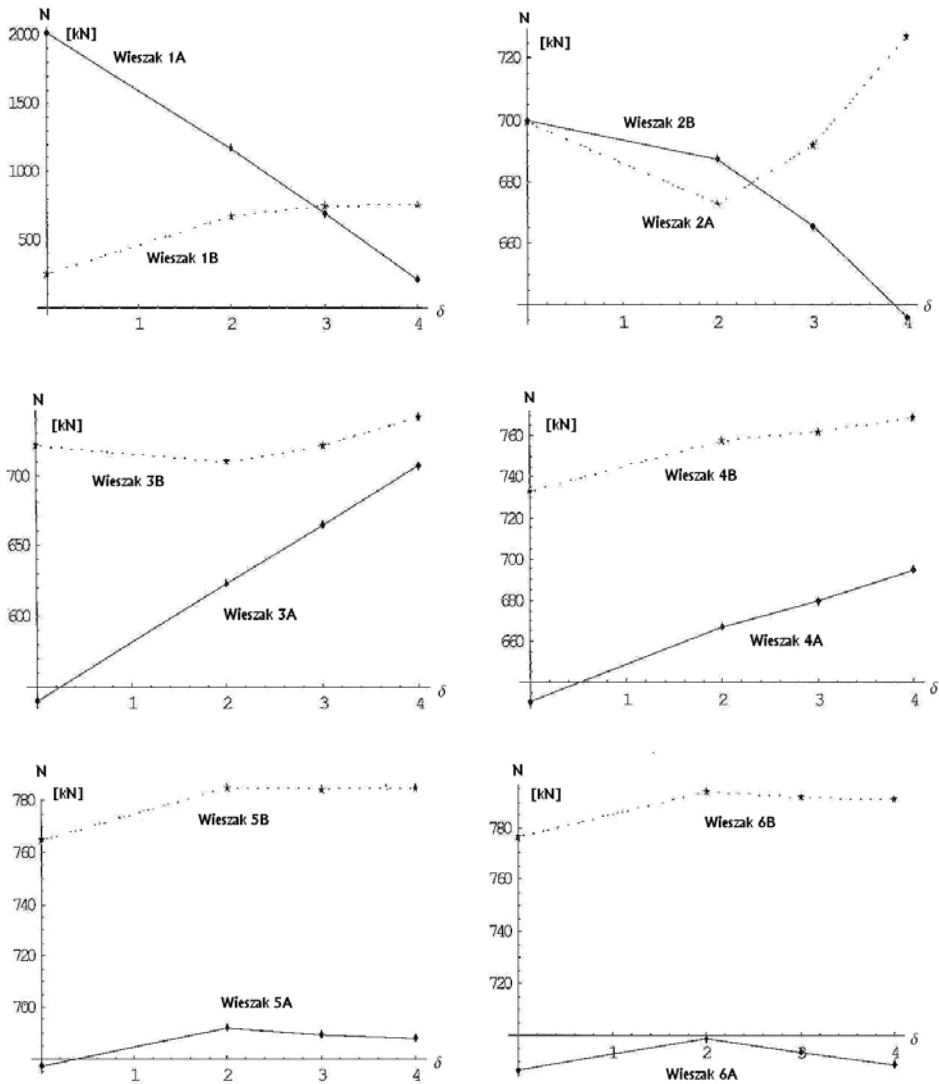 N
[kN]
2000
1500
1000
500
Wieszak 1A
Wieszak 1B
1 2 3 4 δ
N
[kN]
720
700
680
660
Wieszak 2B
Wieszak 2A
1 2 3 4 δ
N
[kN]
700
650
600
Wieszak 3B
Wieszak 3A
1 2 3 4 δ
N
[kN]
760
740
720
700
680
660
Wieszak 4B
Wieszak 4A
1 2 3 4 δ
N
[kN]
780
760
740
720
700
Wieszak 5B
Wieszak 5A
1 2 3 4 δ
N
[kN]
780
760
740
720
Wieszak 6B
δ
1 2 3 4
Wieszak 6A